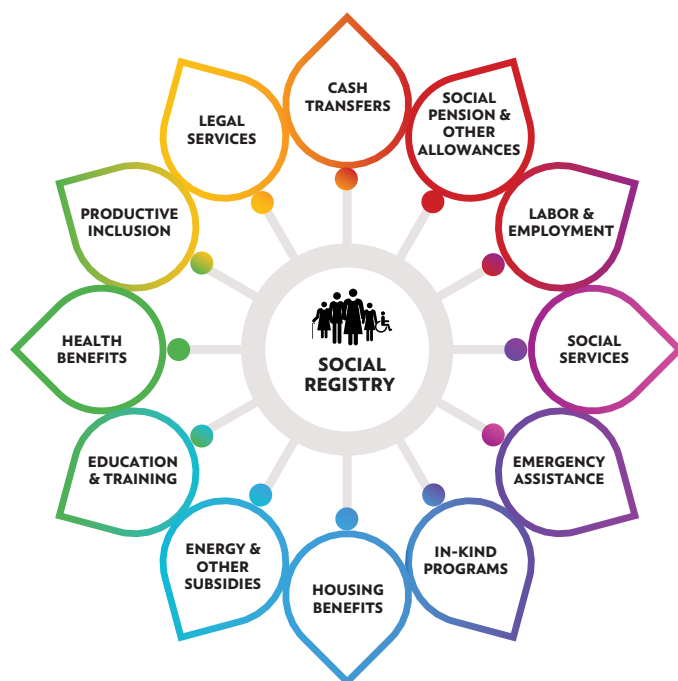 CASH
TRANSFERS
SOCIAL
PENSION &
OTHER
ALLOWANCES
LABOR &
EMPLOYMENT
SOCIAL
SERVICES
EMERGENCY
ASSISTANCE
IN-KIND
PROGRAMS
HOUSING
BENEFITS
ENERGY &
OTHER
SUBSIDIES
EDUCATION
& TRAINING
HEALTH
BENEFITS
PRODUCTIVE
INCLUSION
LEGAL
SERVICES
SOCIAL
REGISTRY